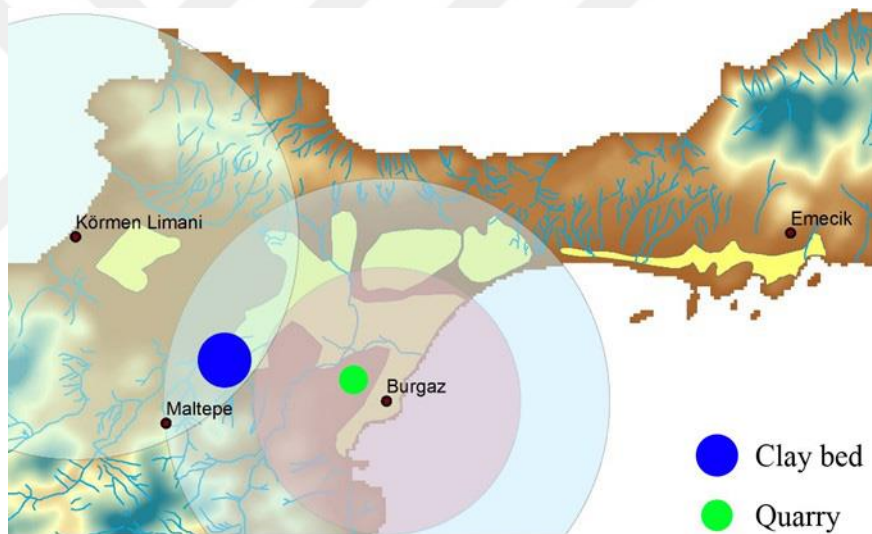 Körmen Limani
Emecik
Burgaz
Maltepe
Clay bed
Quarry